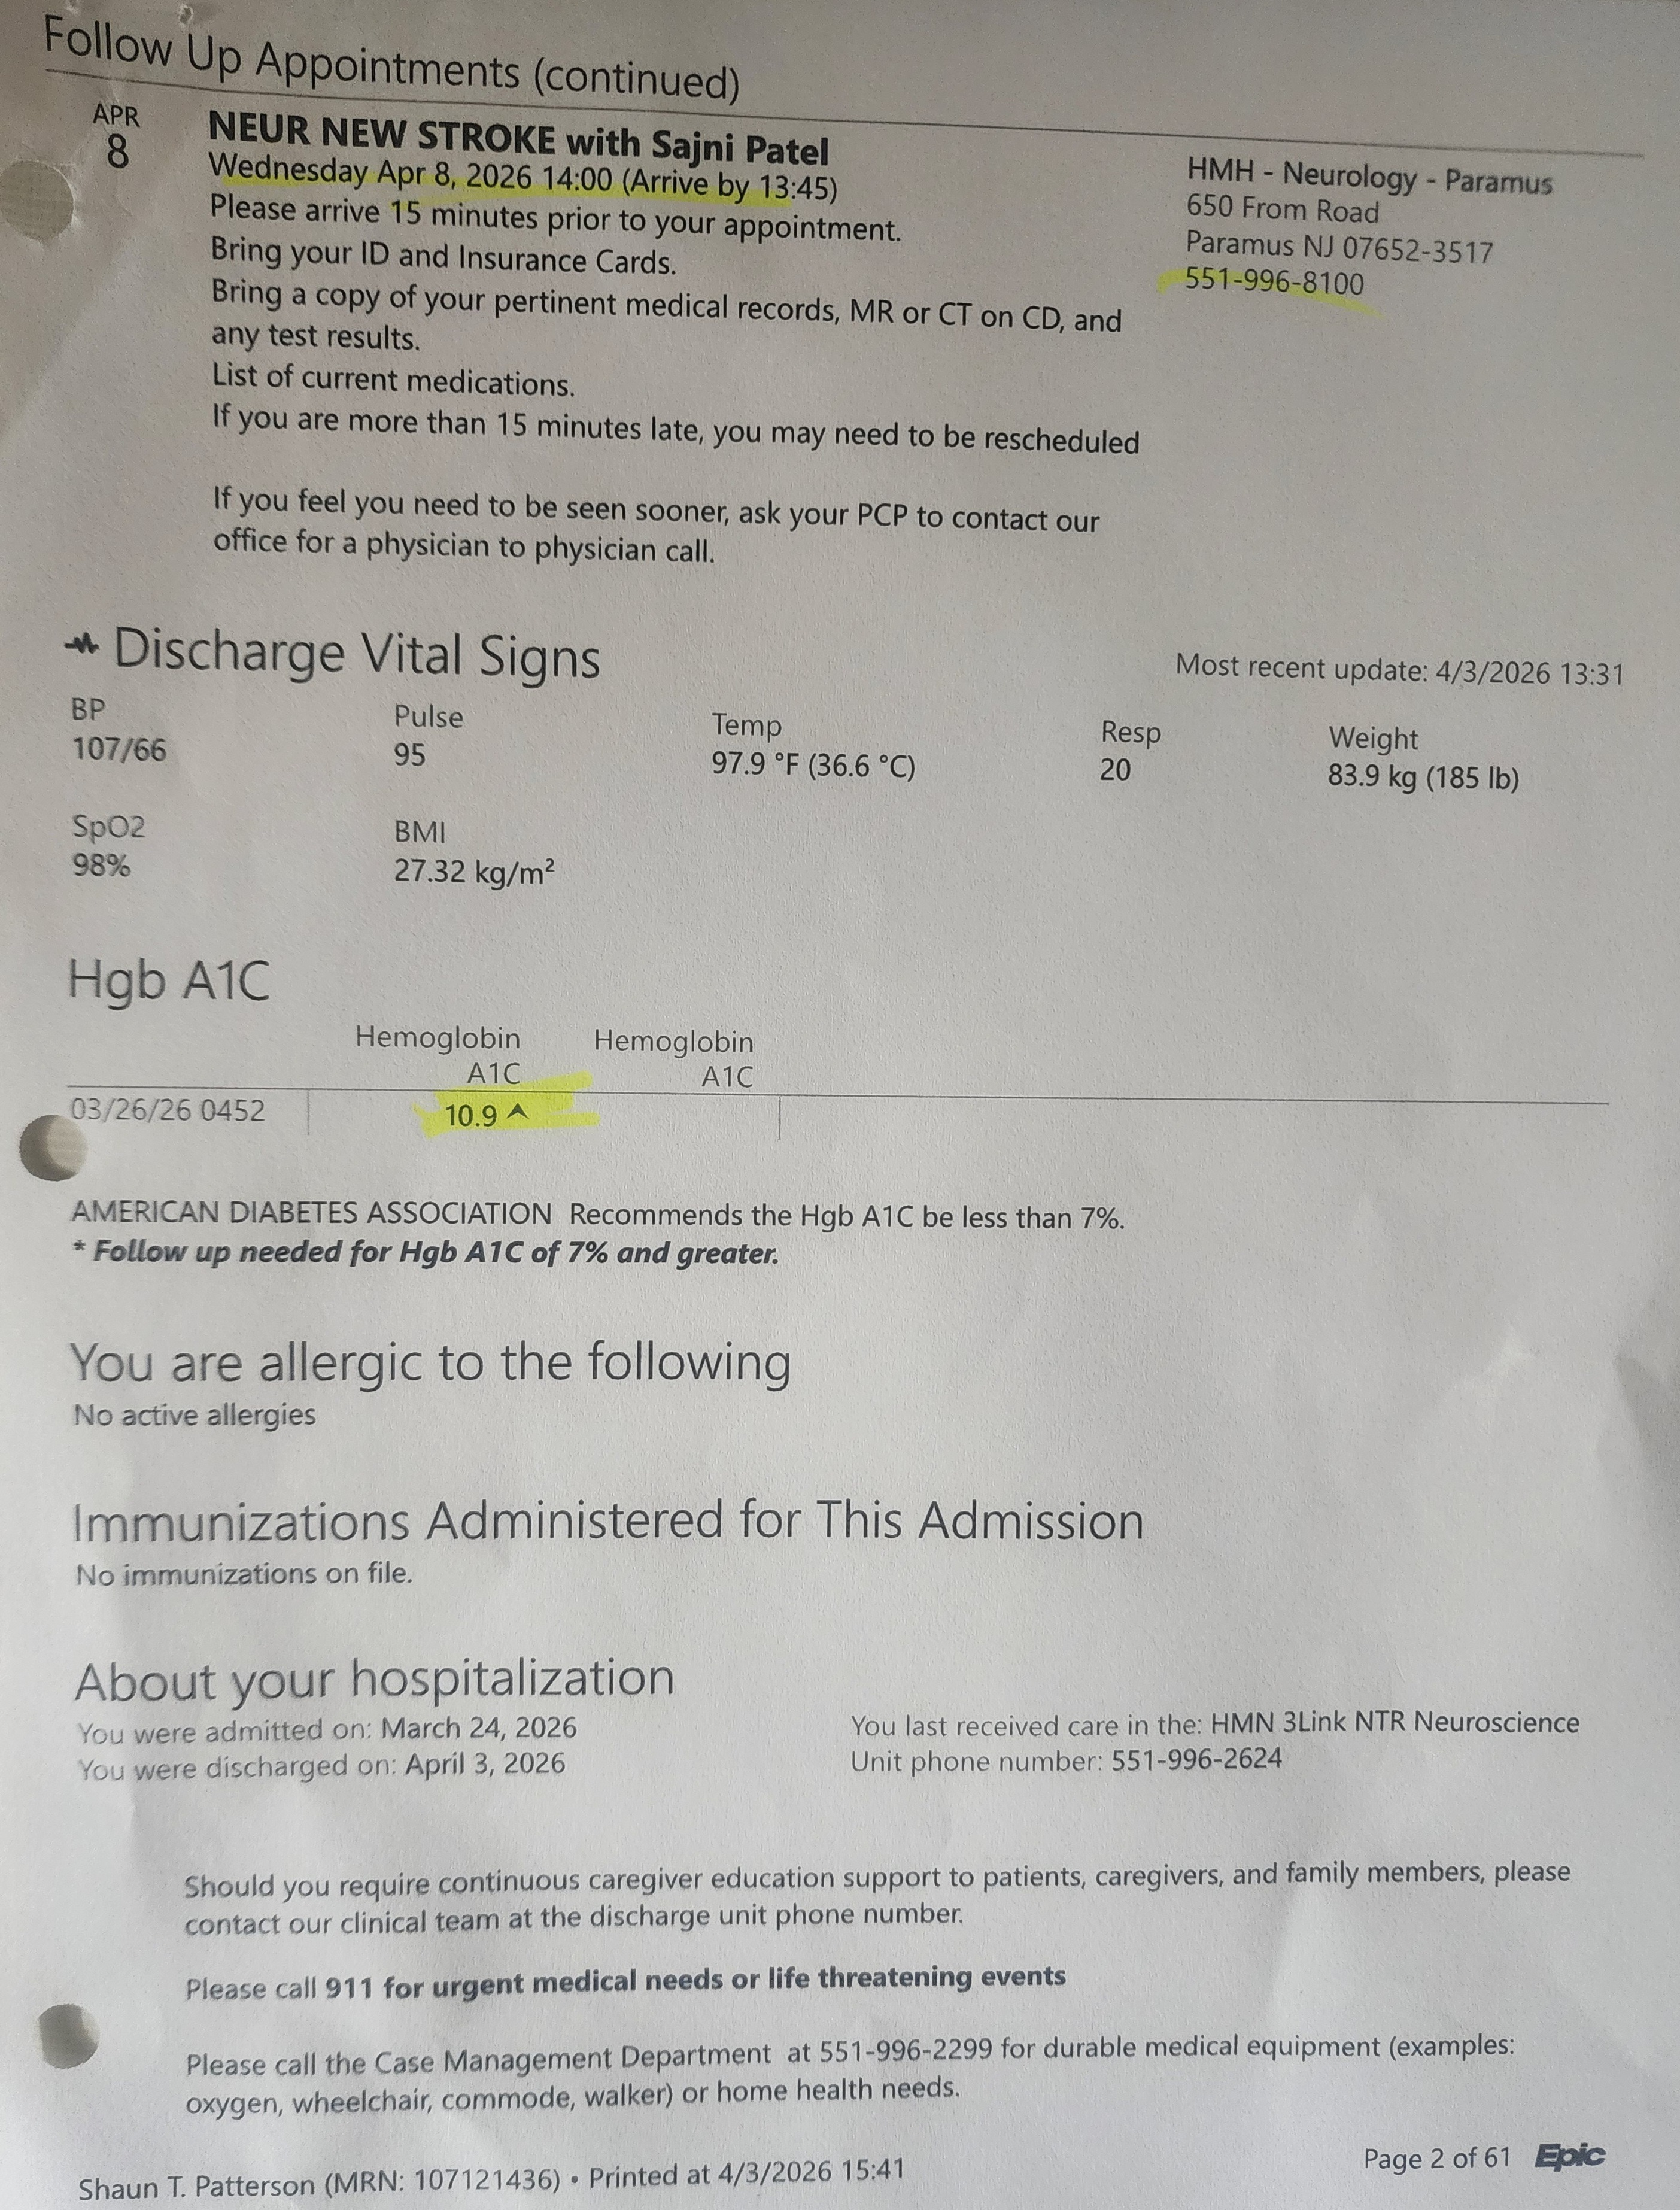 Follow Up Appointments (continued)
APR
8
NEUR NEW STROKE with Sajni Patel
Wednesday Apr 8, 2026 14:00 (Arrive by 13:45)
Please arrive 15 minutes prior to your appointment.
Bring your ID and Insurance Cards.
Bring a copy of your pertinent medical records, MR or CT on CD, and
any test results.
List of current medications.
If you are more than 15 minutes late, you may need to be rescheduled
If you feel you need to be seen sooner, ask your PCP to contact our
office for a physician to physician call.
HMH - Neurology - Paramus
650 From Road
Paramus NJ 07652-3517
551-996-8100
Discharge Vital Signs
Most recent update: 4/3/2026 13:31
BP
107/66
Pulse
95
Temp
97.9 °F (36.6 °C)
Resp
20
Weight
83.9 kg (185 lb)
SpO2
98%
BMI
27.32 kg/m²
Hgb A1C
Hemoglobin
A1C
Hemoglobin
A1C
03/26/26 0452
10.9 ^
AMERICAN DIABETES ASSOCIATION Recommends the Hgb A1C be less than 7%.
* Follow up needed for Hgb A1C of 7% and greater.
You are allergic to the following
No active allergies
Immunizations Administered for This Admission
No immunizations on file.
About your hospitalization
You were admitted on: March 24, 2026
You were discharged on: April 3, 2026
You last received care in the: HMN 3Link NTR Neuroscience
Unit phone number: 551-996-2624
Should you require continuous caregiver education support to patients, caregivers, and family members, please
contact our clinical team at the discharge unit phone number.
Please call 911 for urgent medical needs or life threatening events
Please call the Case Management Department at 551-996-2299 for durable medical equipment (examples:
oxygen, wheelchair, commode, walker) or home health needs.
Shaun T. Patterson (MRN: 107121436) • Printed at 4/3/2026 15:41
Page 2 of 61 Epic